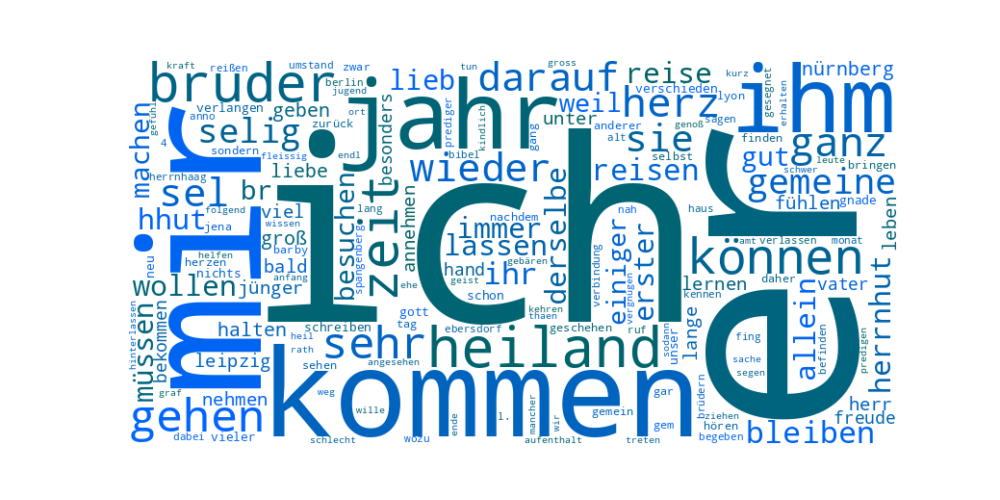 kraft reißen umstand zwar tun gross kurz nürnberg
bruder berlin jugend lieb darauf reise verschieden lyon gesegnet erhalten ihm
machen gefühl verlangen anno geben ort jahr prediger kindlich weil herz
selig zurück besonders gang unter anderer sagen
4 sondern fleissig endl bibel alt sie genoß finden ganz
herrnhaag liebe wieder reisen selbst gut leute bringen schwer
sel br zeit lang annehmen derselbe gemeine
mir hhut folgend viel besuchen nachdem nah haus fühlen gnade
jena wissen immer einiger er
groß barby spangenberg lassen gebären verbindung erster können amt verlassen monat leben
neu helfen herzen nichts bald anfang ich hand ihr geist vergnügen
wollen jünger ehe schon lernen kennen daher vater
müssen hinterlassen bekommen gott kehren thaen lange allein herrnhut
halten schreiben tag ebersdorf geschehen ruf sodann unser
heil sehr heiland fing befinden predigen
leipzig rath sehen angesehen sache segen
graf nehmen weg kommen gar
gehen wille ende l. mancher wir gemein gem brüdern ziehen herr freude
dabei vieler schlecht wozu aufenthalt treten hören begeben bleiben